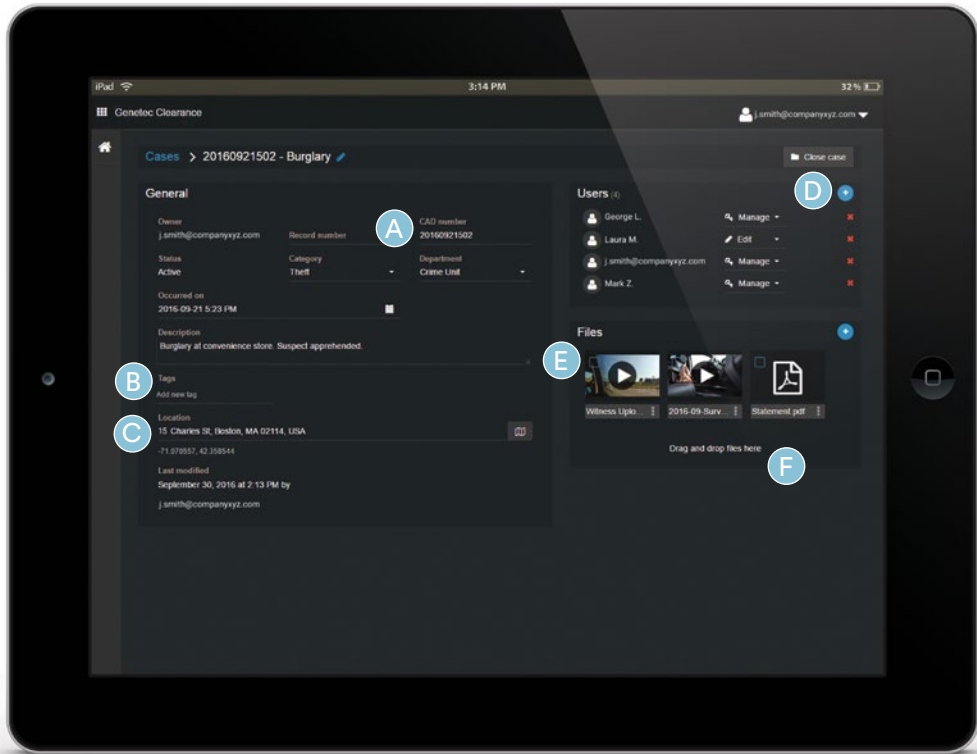 iPad 3:14 PM 32%
Genetec Clearance j.smith@companyxyz.com
Cases > 20160921502 - Burglary Close case
General
Owner
j.smith@companyxyz.com
Record number
A
CAD number
20160921502
Status
Active
Category
Theft
Department
Crime Unit
Occurred on
2016-09-21 5:23 PM
Description
Burglary at convenience store. Suspect apprehended.
B
Tags
Add new tag
C
Location
15 Charles St, Boston, MA 02114, USA
-71.070557, 42.358544
Last modified
September 30, 2016 at 2:13 PM by
j.smith@companyxyz.com
D
Users (4)
George L. Manage
Laura M. Edit
j.smith@companyxyz.com Manage
Mark Z. Manage
Files
E
Witness Uplo... 2016-09-Surv... Statement.pdf
Drag and drop files here
F